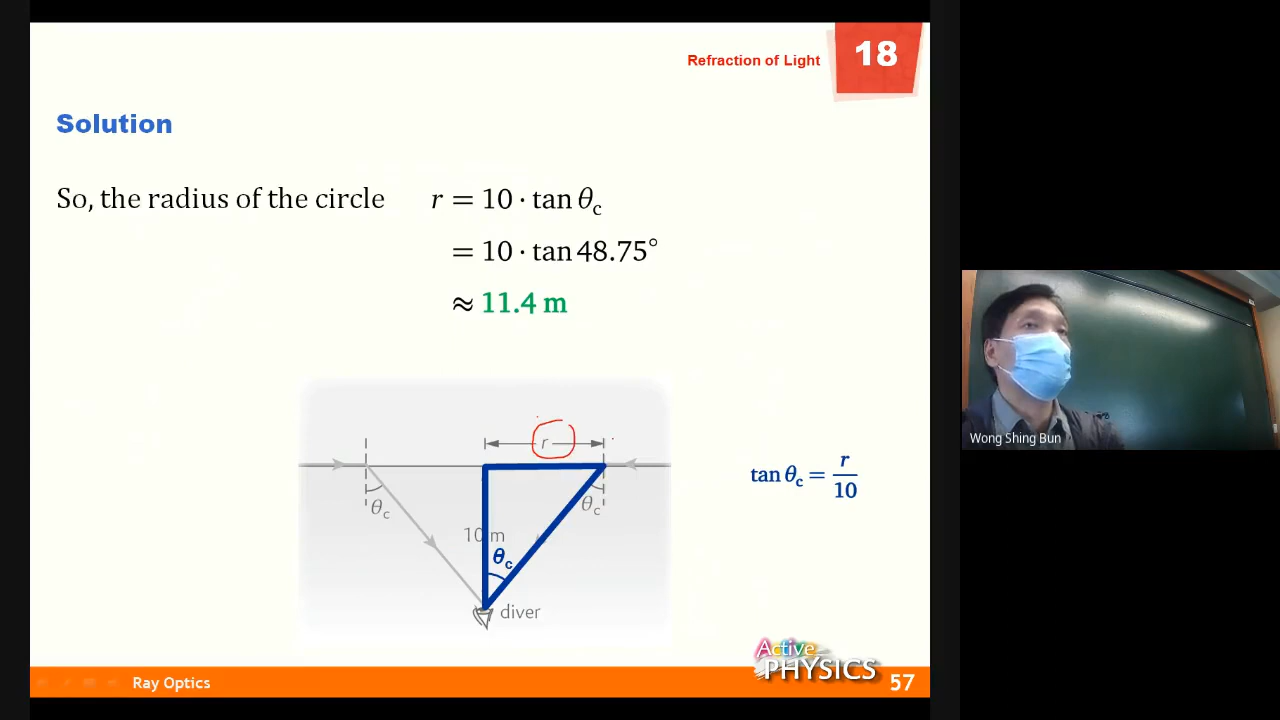 Refraction of Light 18
Solution
So, the radius of the circle r = 10 · tan θc
= 10 · tan 48.75°
≈ 11.4 m
r
θc
θc
10 m
θc
diver
tan θc = r/10
Wong Shing Bun
Ray Optics
Active
PHYSICS
57